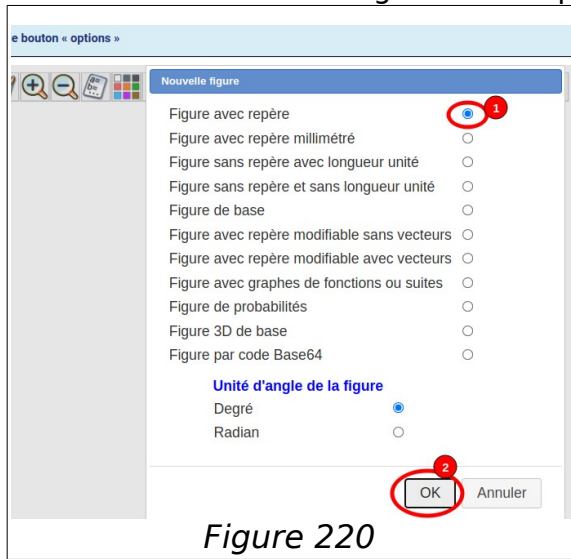 e bouton « options »
Nouvelle figure
Figure avec repère
1
Figure avec repère millimétré
Figure sans repère avec longueur unité
Figure sans repère et sans longueur unité
Figure de base
Figure avec repère modifiable sans vecteurs
Figure avec repère modifiable avec vecteurs
Figure avec graphes de fonctions ou suites
Figure de probabilités
Figure 3D de base
Figure par code Base64
Unité d'angle de la figure
Degré
Radian
2
OK Annuler
Figure 220